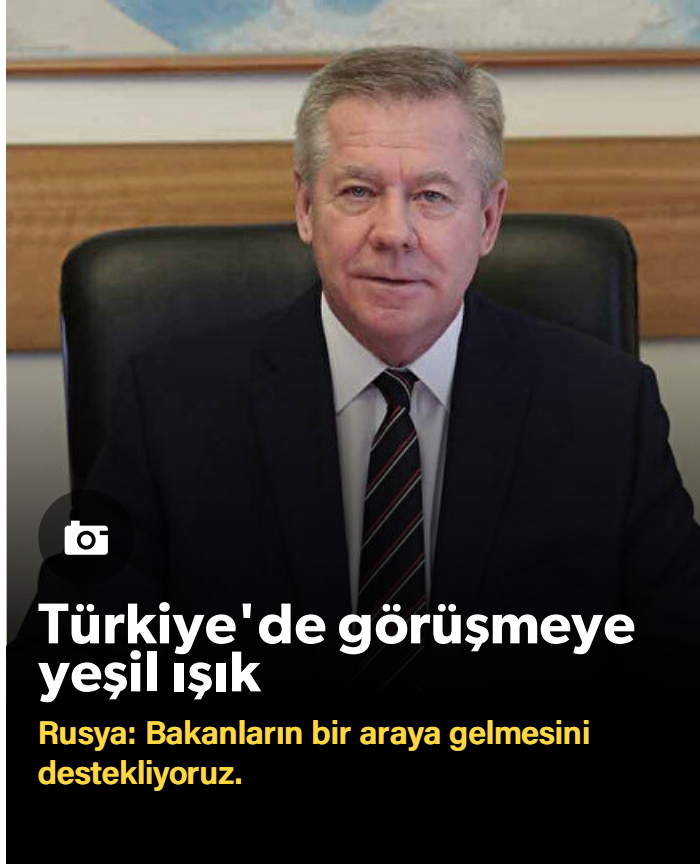 Türkiye'de görüşmeye
yeşil ışık
Rusya: Bakanların bir araya gelmesini
destekliyoruz.